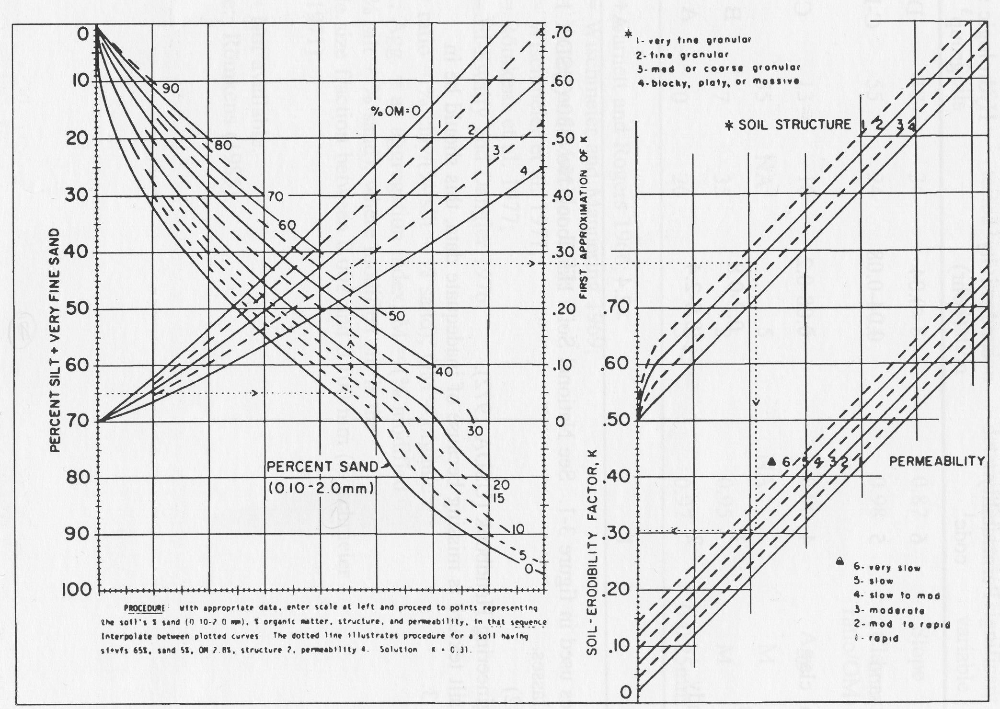 0
10
20
30
40
50
60
70
80
90
100
PERCENT SILT + VERY FINE SAND
90
80
70
60
50
40
30
20
15
10
5
0
PERCENT SAND
(0.10-2.0mm)
%OM=0
1
2
3
4
.70
.60
.50
.40
.30
.20
.10
0
FIRST APPROXIMATION OF K
* 1- very fine granular
2- fine granular
3- med or coarse granular
4- blocky, platy, or massive
* SOIL STRUCTURE 1 2 3 4
.70
.60
.50
.40
.30
.20
.10
0
SOIL-ERODIBILITY FACTOR, K
▲ 6 5 4 3 2 1 PERMEABILITY
▲ 6- very slow
5- slow
4- slow to mod
3- moderate
2- mod to rapid
1- rapid
PROCEDURE: With appropriate data, enter scale at left and proceed to points representing
the soil's % sand (0.10-2.0 mm), % organic matter, structure, and permeability, in that sequence
Interpolate between plotted curves The dotted line illustrates procedure for a soil having
si+vfs 65%, sand 5%, OM 2.8%, structure 2, permeability 4. Solution K = 0.31.